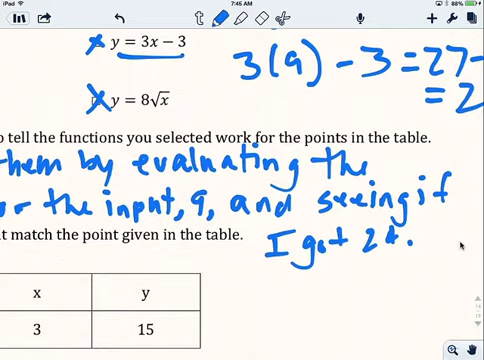 iPad 7:45 AM 88%
y = 3x − 3
3(9) − 3 = 27−
= 2
y = 8√x
o tell the functions you selected work for the points in the table.
them by evaluating the
the input, 9, and seeing if
I got 24.
t match the point given in the table.
x y
3 15